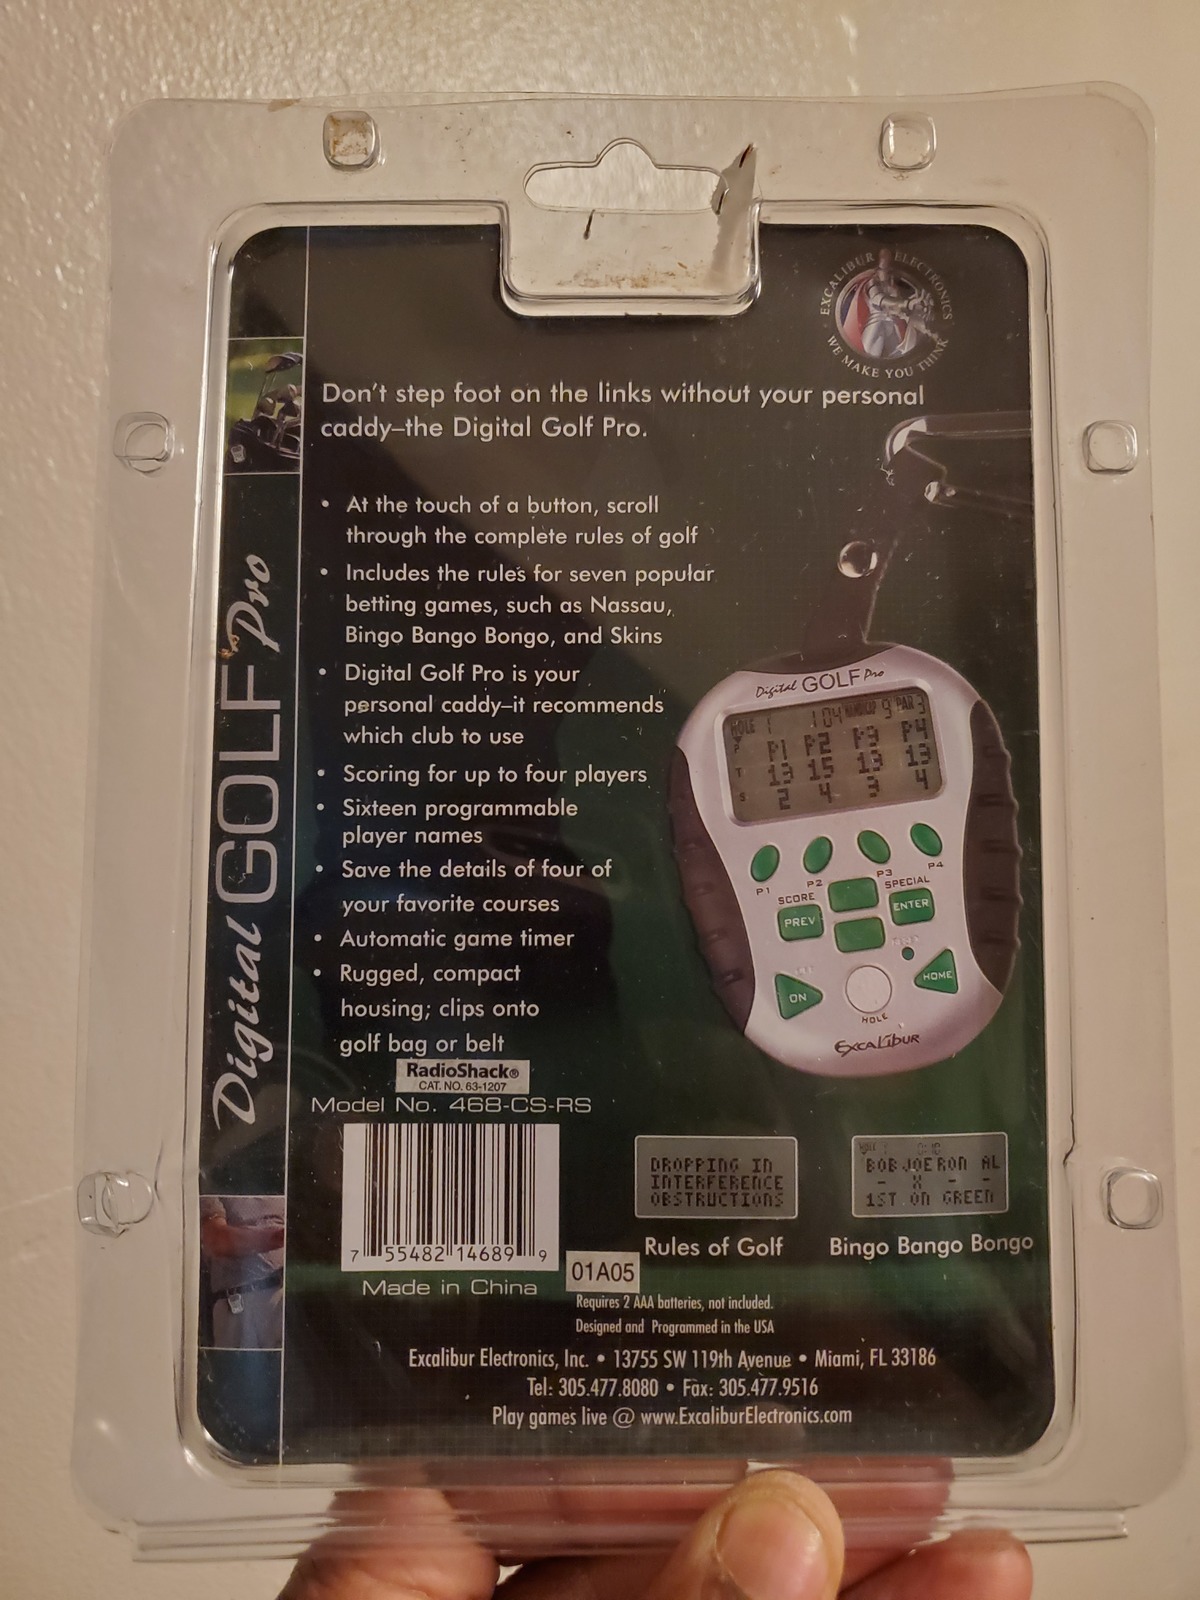 EXCALIBUR ELECTRONICS
WE MAKE YOU THINK
Don't step foot on the links without your personal
caddy–the Digital Golf Pro.
• At the touch of a button, scroll
through the complete rules of golf
• Includes the rules for seven popular
betting games, such as Nassau,
Bingo Bango Bongo, and Skins
• Digital Golf Pro is your
personal caddy–it recommends
which club to use
• Scoring for up to four players
• Sixteen programmable
player names
• Save the details of four of
your favorite courses
• Automatic game timer
• Rugged, compact
housing; clips onto
golf bag or belt
Digital GOLF Pro
Digital GOLF Pro
HOLE 1 104 HANDICAP 9 PAR 3
P P1 P2 P3 P4
T 13 15 13 13
S 2 4 3 4
P1 P2 P3 P4
SCORE SPECIAL
PREV ENTER
ON HOME
HOLE
EXCALIBUR
RadioShack®
CAT. NO. 63-1207
Model No. 468-CS-RS
7 55482 14689 9
Made in China
DROPPING IN
INTERFERENCE
OBSTRUCTIONS
Rules of Golf
BOB JOE RON AL
- X - -
1ST ON GREEN
Bingo Bango Bongo
01A05
Requires 2 AAA batteries, not included.
Designed and Programmed in the USA
Excalibur Electronics, Inc. • 13755 SW 119th Avenue • Miami, FL 33186
Tel: 305.477.8080 • Fax: 305.477.9516
Play games live @ www.ExcaliburElectronics.com